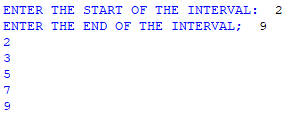 ENTER THE START OF THE INTERVAL:  2
ENTER THE END OF THE INTERVAL;  9
2
3
5
7
9